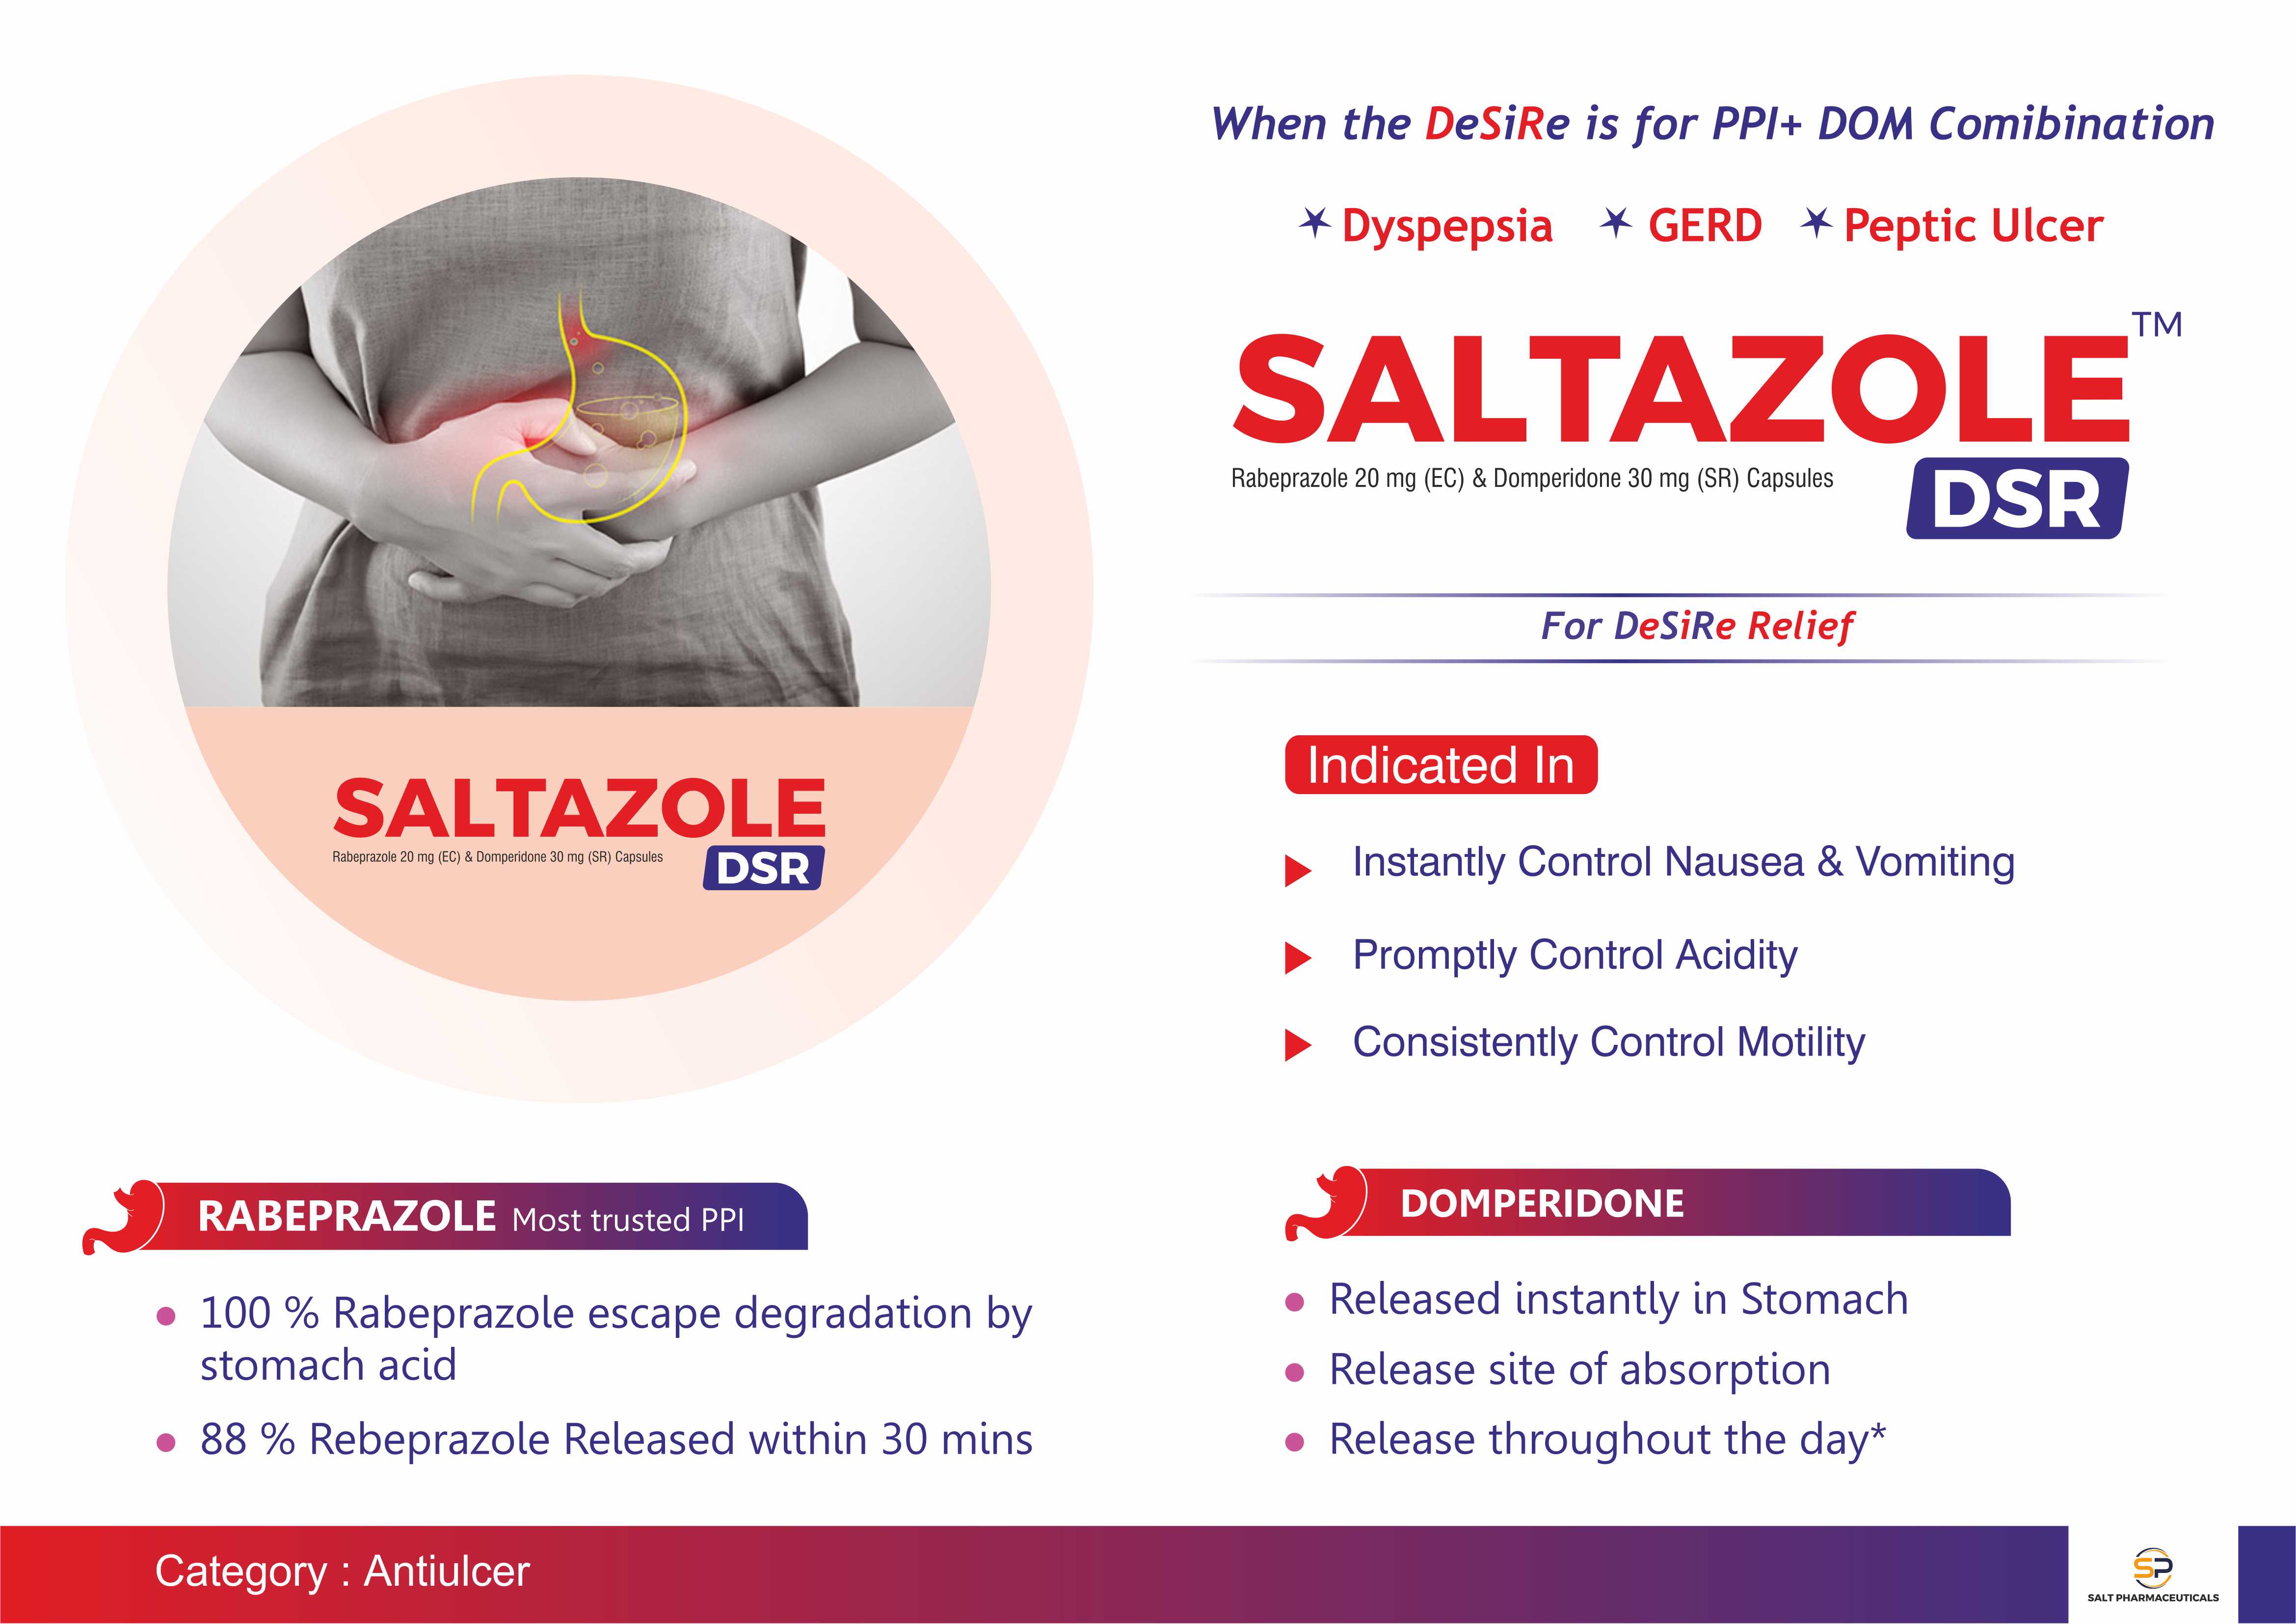 When the DeSiRe is for PPI+ DOM Comibination
Dyspepsia GERD Peptic Ulcer
SALTAZOLE™
Rabeprazole 20 mg (EC) & Domperidone 30 mg (SR) Capsules
DSR
For DeSiRe Relief
SALTAZOLE
Rabeprazole 20 mg (EC) & Domperidone 30 mg (SR) Capsules
DSR
Indicated In
Instantly Control Nausea & Vomiting
Promptly Control Acidity
Consistently Control Motility
RABEPRAZOLE Most trusted PPI
100 % Rabeprazole escape degradation by
stomach acid
88 % Rebeprazole Released within 30 mins
DOMPERIDONE
Released instantly in Stomach
Release site of absorption
Release throughout the day*
Category : Antiulcer
SP
SALT PHARMACEUTICALS